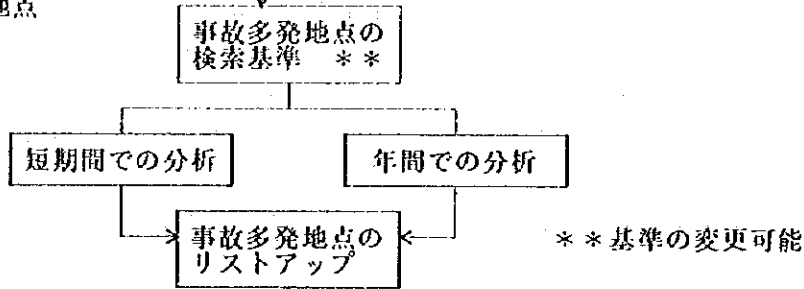 地点
事故多発地点の
検索基準 ＊＊
短期間での分析
年間での分析
事故多発地点の
リストアップ
＊＊基準の変更可能